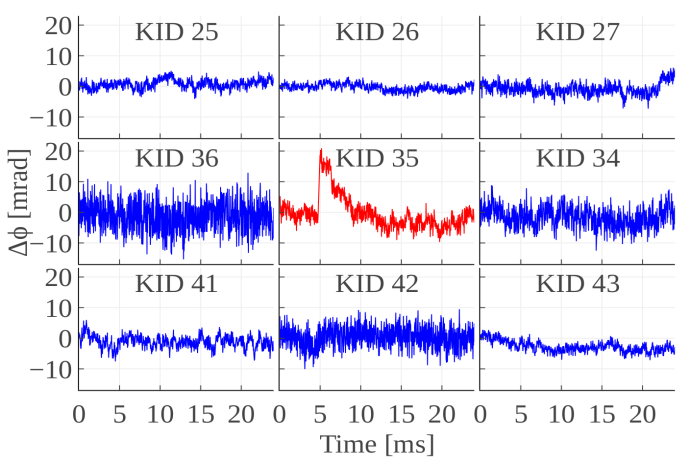 20
10
0
−10
KID 25
KID 26
KID 27
Δϕ [mrad]
20
10
0
−10
KID 36
KID 35
KID 34
20
10
0
−10
KID 41
KID 42
KID 43
0 5 10 15 20 0 5 10 15 20 0 5 10 15 20
Time [ms]